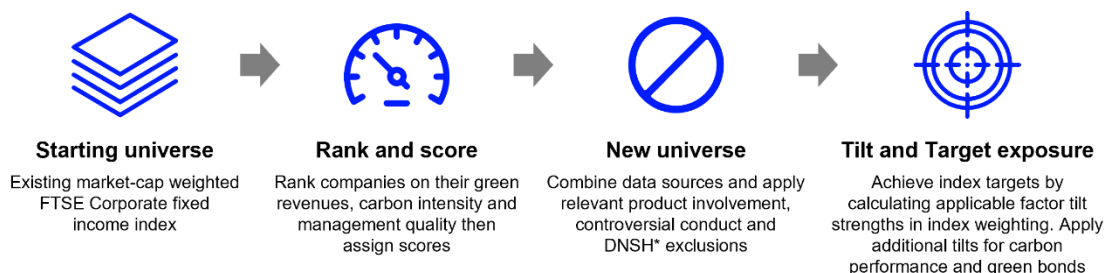 Starting universe
Existing market-cap weighted
FTSE Corporate fixed
income index
Rank and score
Rank companies on their green
revenues, carbon intensity and
management quality then
assign scores
New universe
Combine data sources and apply
relevant product involvement,
controversial conduct and
DNSH* exclusions
Tilt and Target exposure
Achieve index targets by
calculating applicable factor tilt
strengths in index weighting. Apply
additional tilts for carbon
performance and green bonds